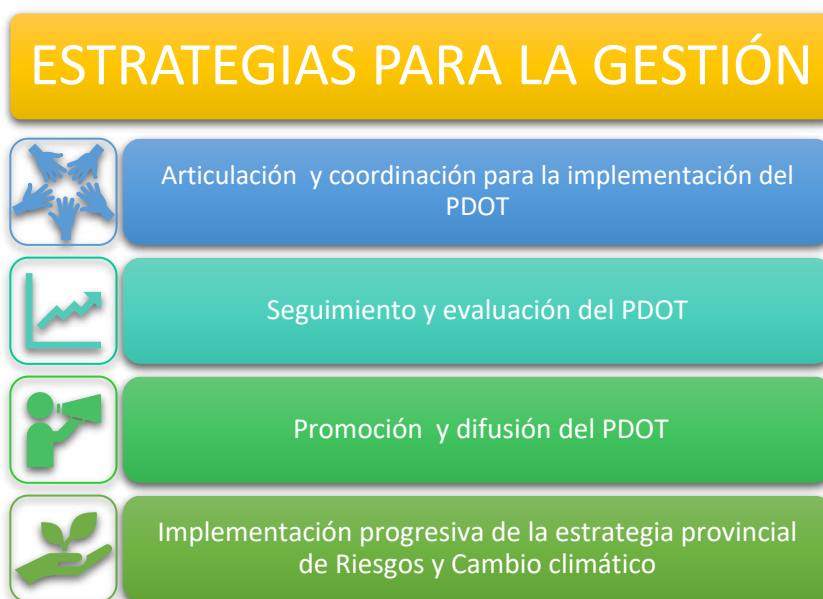 ESTRATEGIAS PARA LA GESTIÓN
Articulación y coordinación para la implementación del
PDOT
Seguimiento y evaluación del PDOT
Promoción y difusión del PDOT
Implementación progresiva de la estrategia provincial
de Riesgos y Cambio climático